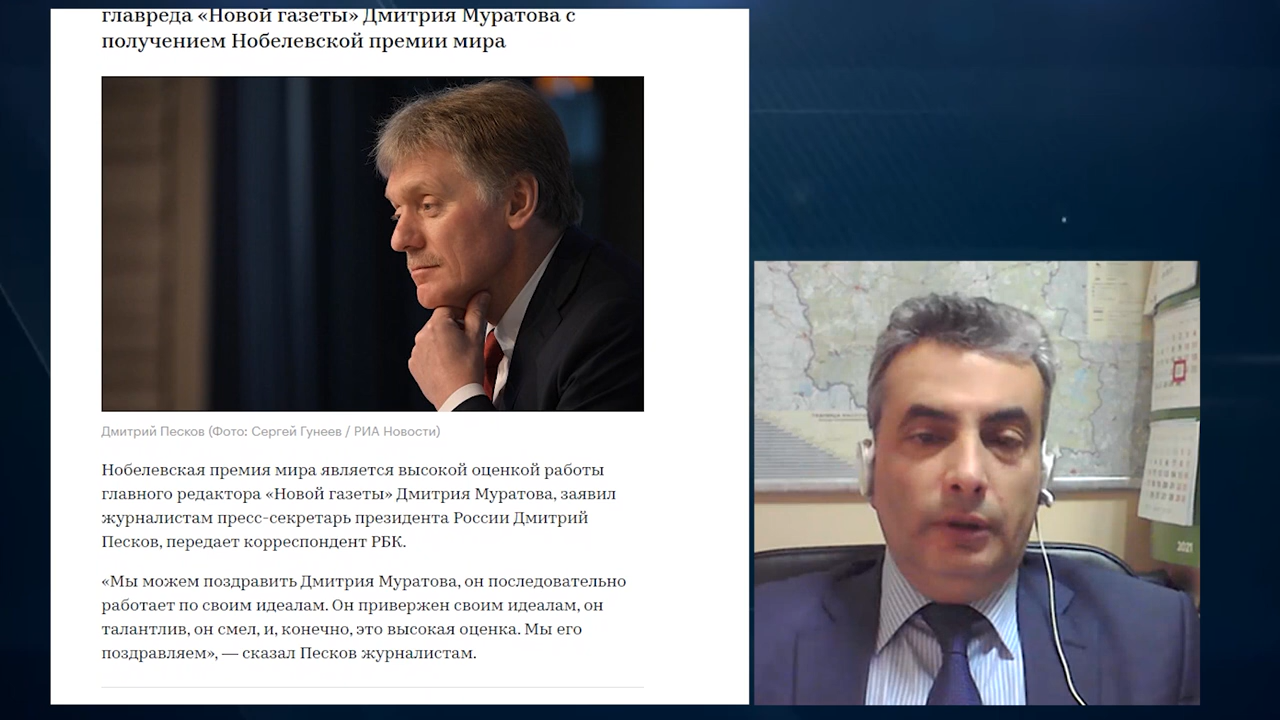 главреда «Новой газеты» Дмитрия Муратова с
получением Нобелевской премии мира
Дмитрий Песков (Фото: Сергей Гунеев / РИА Новости)
Нобелевская премия мира является высокой оценкой работы
главного редактора «Новой газеты» Дмитрия Муратова, заявил
журналистам пресс-секретарь президента России Дмитрий
Песков, передает корреспондент РБК.
«Мы можем поздравить Дмитрия Муратова, он последовательно
работает по своим идеалам. Он привержен своим идеалам, он
талантлив, он смел, и, конечно, это высокая оценка. Мы его
поздравляем», — сказал Песков журналистам.
2021